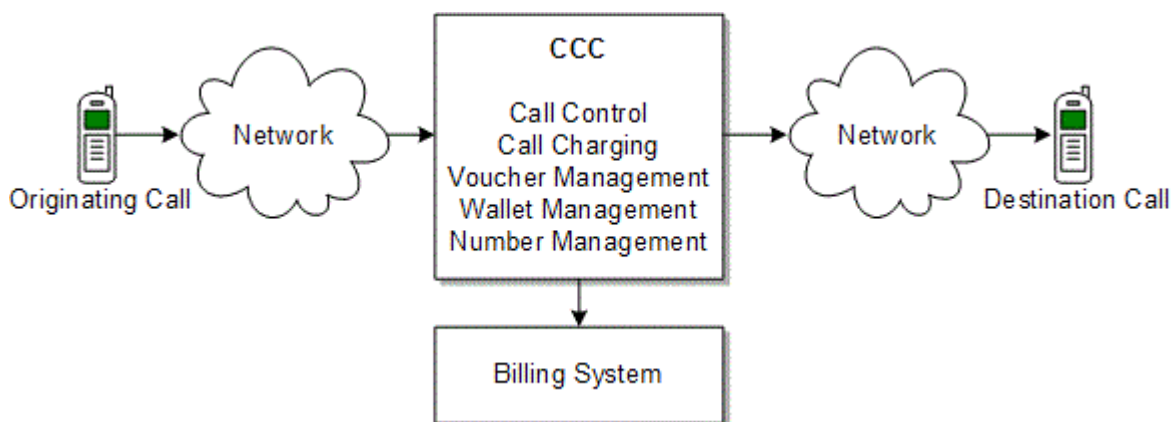 CCC
Call Control
Call Charging
Voucher Management
Wallet Management
Number Management
Network
Network
Originating Call
Destination Call
Billing System